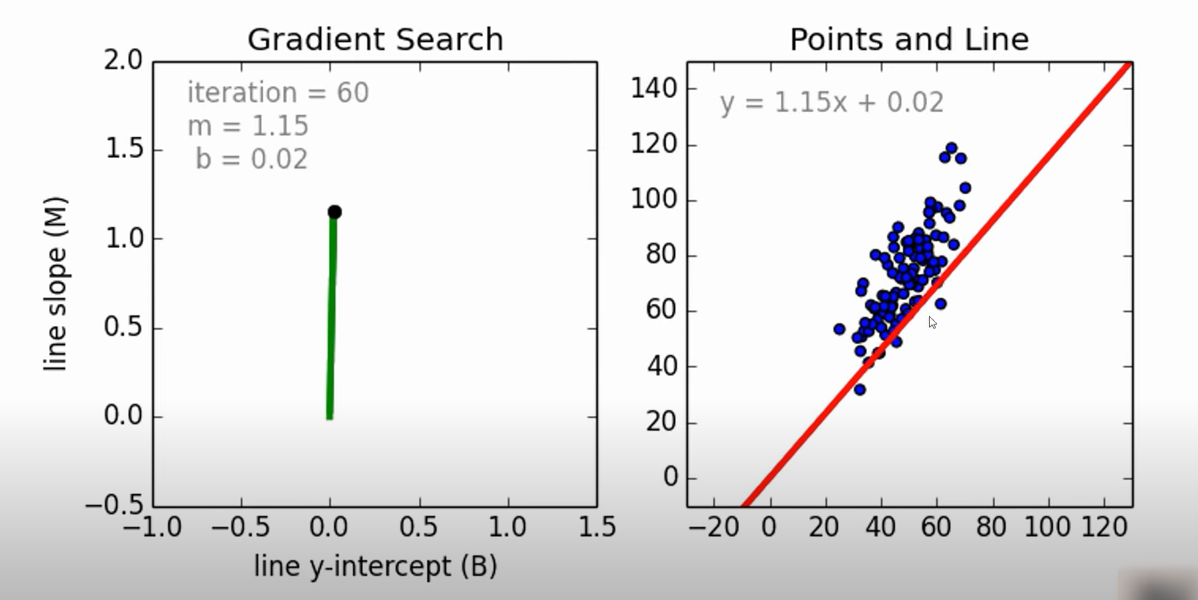 Gradient Search
2.0
1.5
1.0
0.5
0.0
−0.5
iteration = 60
m = 1.15
b = 0.02
line slope (M)
−1.0 −0.5 0.0 0.5 1.0 1.5
line y-intercept (B)
Points and Line
140
120
100
80
60
40
20
0
y = 1.15x + 0.02
−20 0 20 40 60 80 100 120